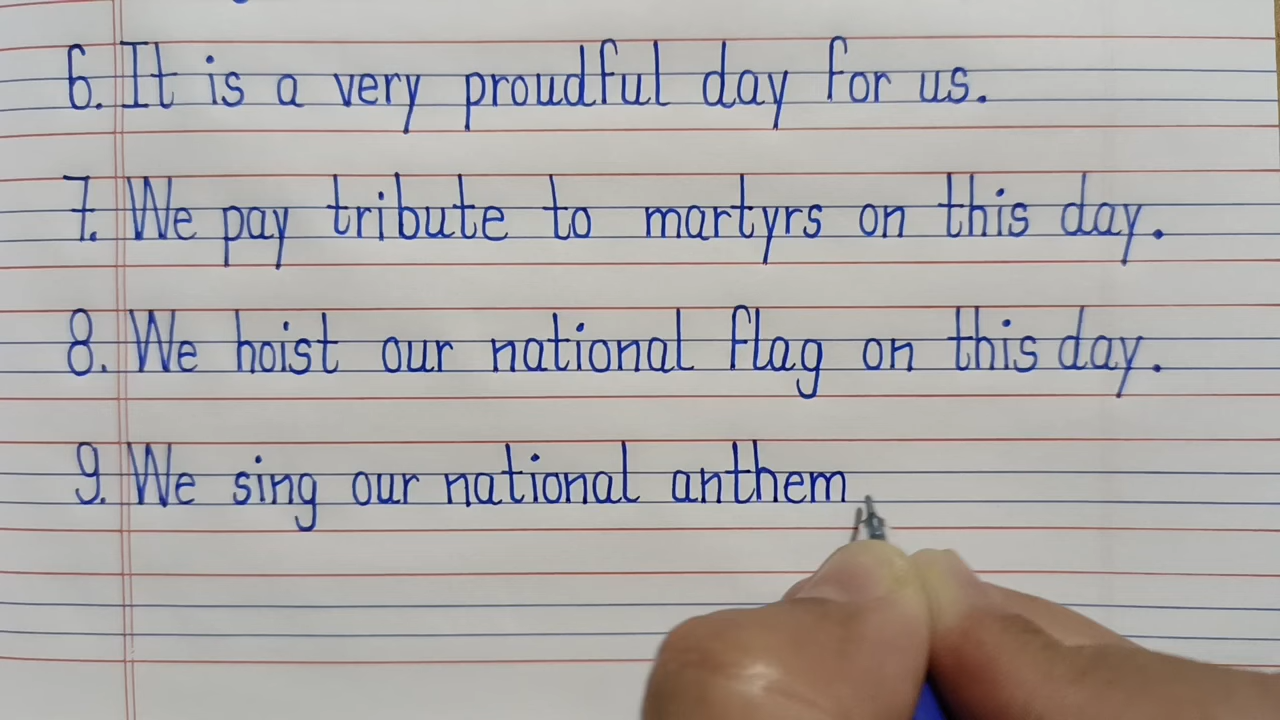 6. It is a very proudful day for us.
7. We pay tribute to martyrs on this day.
8. We hoist our national flag on this day.
9. We sing our national anthem